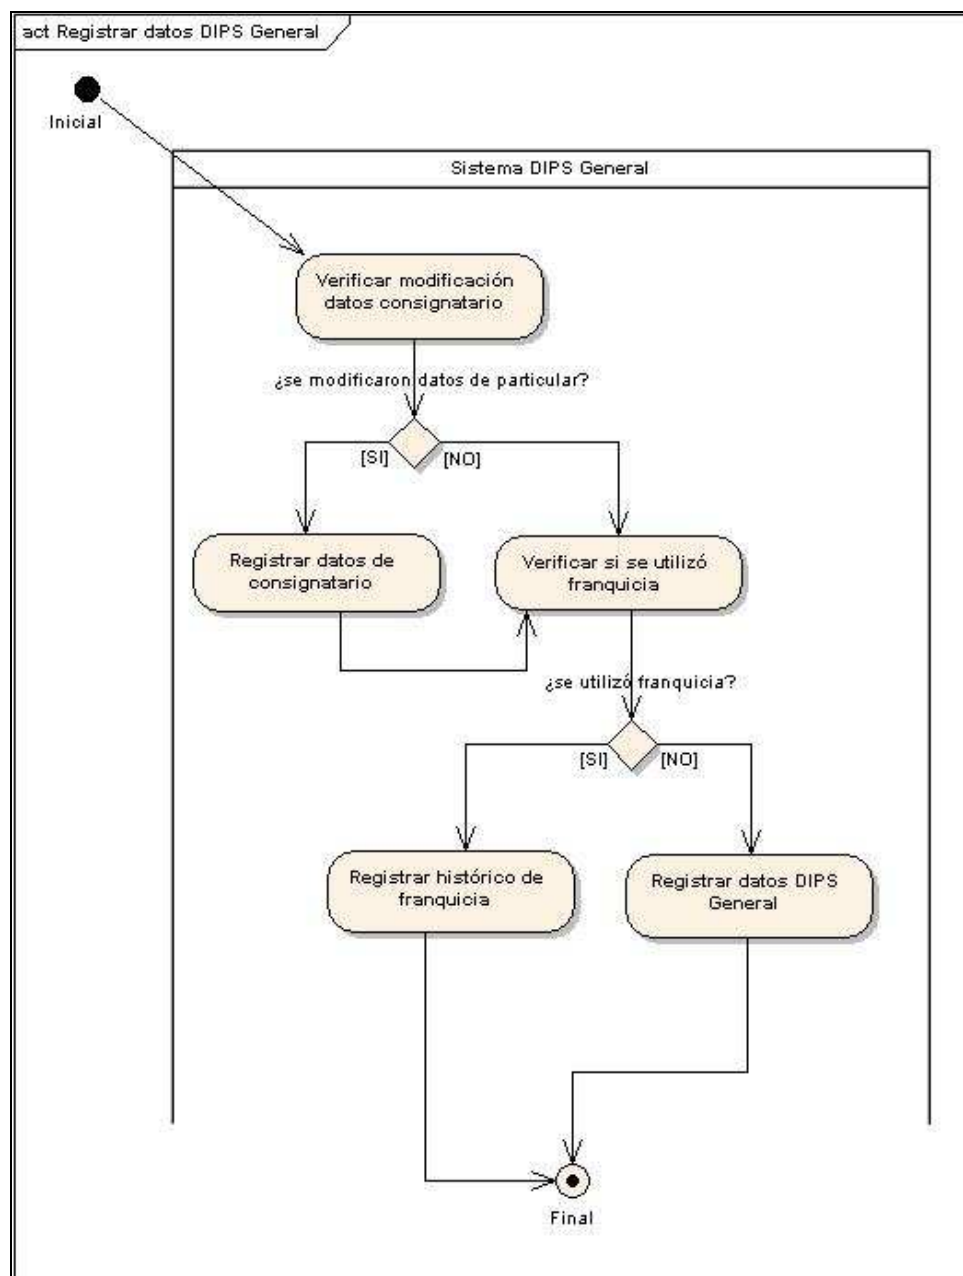 act Registrar datos DIPS General
Inicial
Sistema DIPS General
Verificar modificación
datos consignatario
¿se modificaron datos de particular?
[SI]
[NO]
Registrar datos de
consignatario
Verificar si se utilizó
franquicia
¿se utilizó franquicia?
[SI]
[NO]
Registrar histórico de
franquicia
Registrar datos DIPS
General
Final